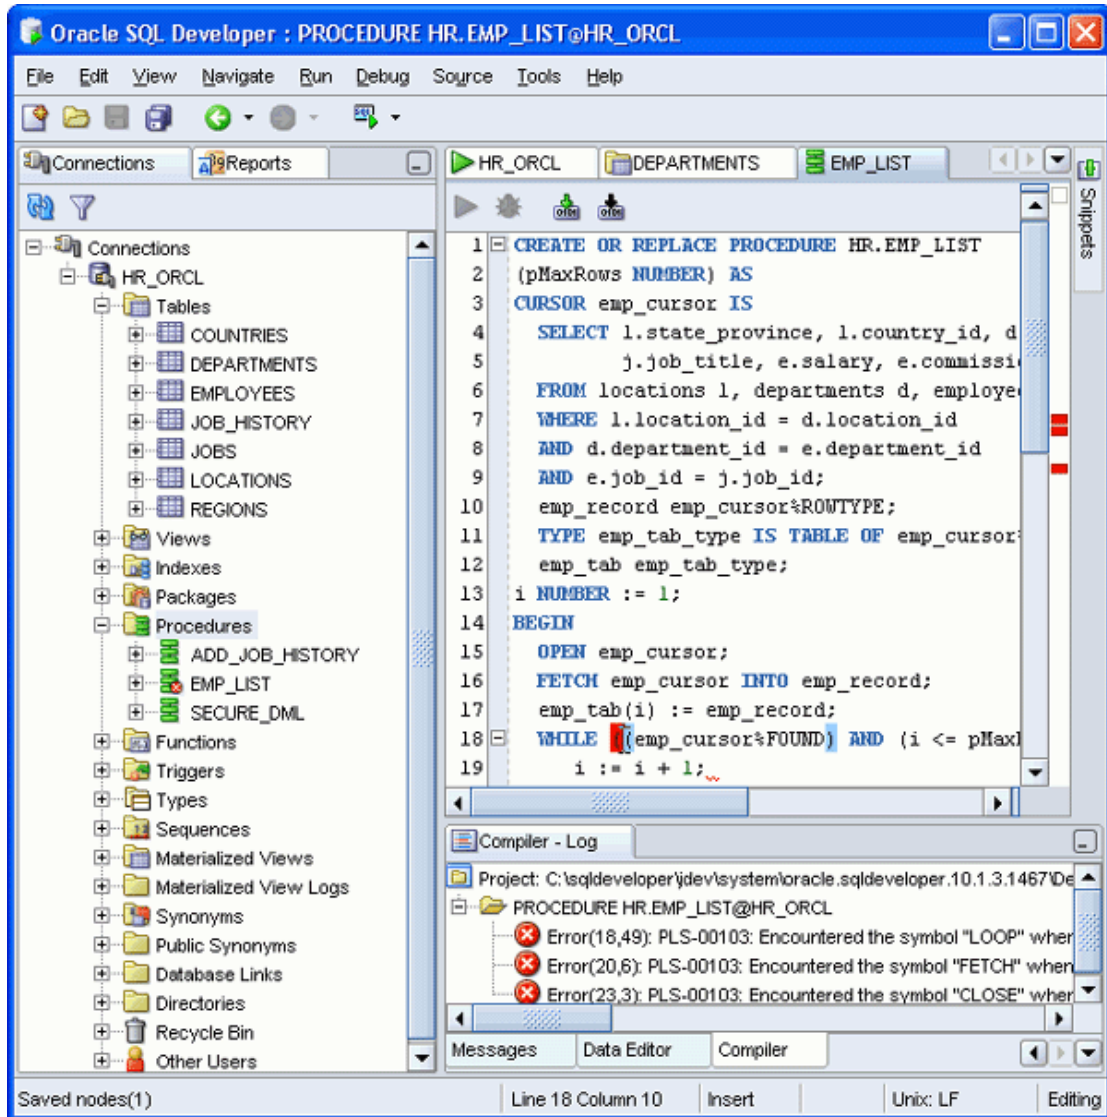 Oracle SQL Developer : PROCEDURE HR.EMP_LIST@HR_ORCL
File Edit View Navigate Run Debug Source Tools Help
Connections
Reports
HR_ORCL
DEPARTMENTS
EMP_LIST
Snippets
Connections
HR_ORCL
Tables
COUNTRIES
DEPARTMENTS
EMPLOYEES
JOB_HISTORY
JOBS
LOCATIONS
REGIONS
Views
Indexes
Packages
Procedures
ADD_JOB_HISTORY
EMP_LIST
SECURE_DML
Functions
Triggers
Types
Sequences
Materialized Views
Materialized View Logs
Synonyms
Public Synonyms
Database Links
Directories
Recycle Bin
Other Users
1 CREATE OR REPLACE PROCEDURE HR.EMP_LIST
2 (pMaxRows NUMBER) AS
3 CURSOR emp_cursor IS
4 SELECT l.state_province, l.country_id, d
5 j.job_title, e.salary, e.commissi
6 FROM locations l, departments d, employe
7 WHERE l.location_id = d.location_id
8 AND d.department_id = e.department_id
9 AND e.job_id = j.job_id;
10 emp_record emp_cursor%ROWTYPE;
11 TYPE emp_tab_type IS TABLE OF emp_cursor
12 emp_tab emp_tab_type;
13 i NUMBER := 1;
14 BEGIN
15 OPEN emp_cursor;
16 FETCH emp_cursor INTO emp_record;
17 emp_tab(i) := emp_record;
18 WHILE ((emp_cursor%FOUND) AND (i <= pMax
19 i := i + 1;
Compiler - Log
Project: C:\sqldeveloper\jdev\system\oracle.sqldeveloper.10.1.3.1467\De
PROCEDURE HR.EMP_LIST@HR_ORCL
Error(18,49): PLS-00103: Encountered the symbol "LOOP" wher
Error(20,6): PLS-00103: Encountered the symbol "FETCH" when
Error(23,3): PLS-00103: Encountered the symbol "CLOSE" wher
Messages Data Editor Compiler
Saved nodes(1) Line 18 Column 10 Insert Unix: LF Editing